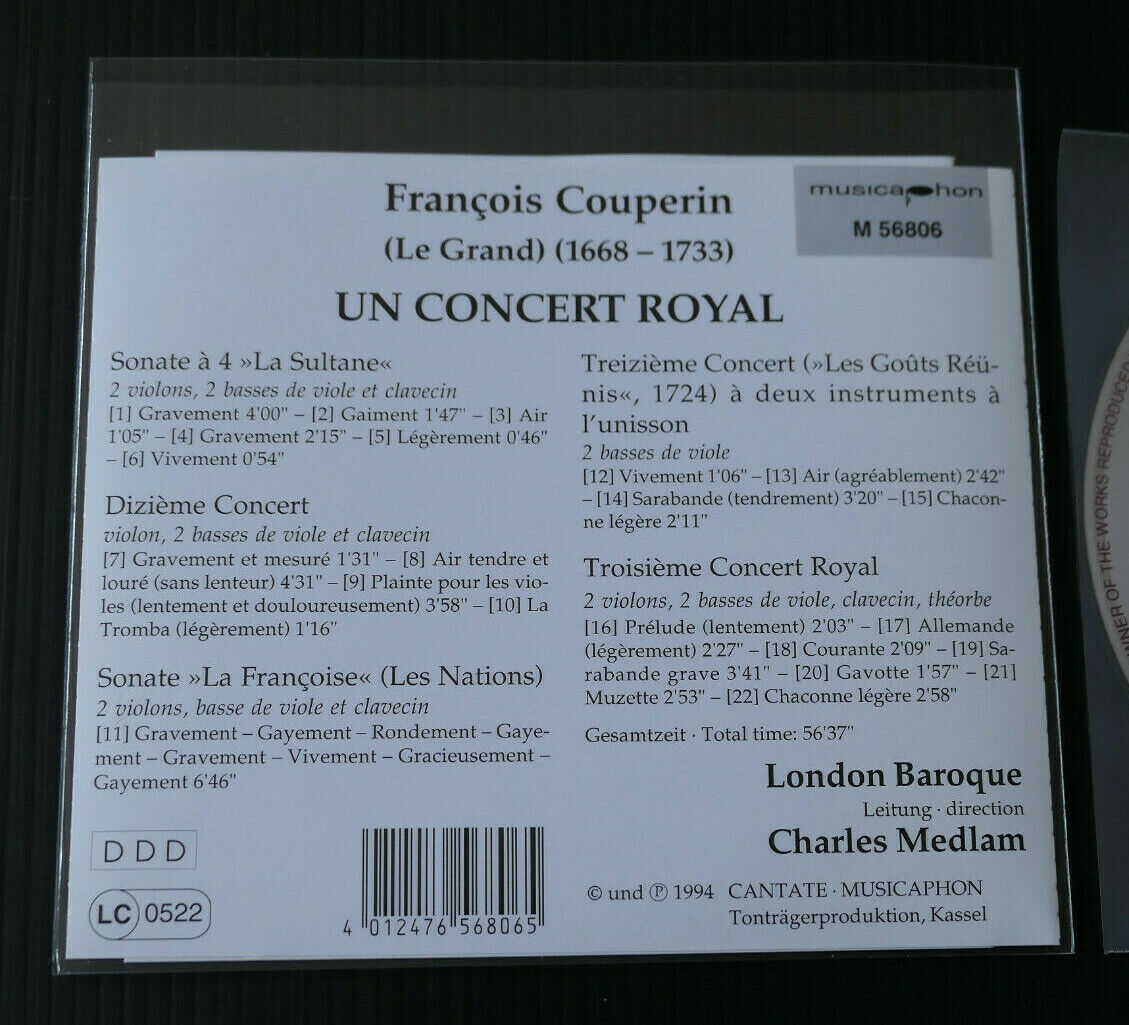 François Couperin
(Le Grand) (1668 – 1733)
musicaphon
M 56806
UN CONCERT ROYAL
Sonate à 4 »La Sultane«
2 violons, 2 basses de viole et clavecin
[1] Gravement 4'00" – [2] Gaiment 1'47" – [3] Air
1'05" – [4] Gravement 2'15" – [5] Légèrement 0'46"
– [6] Vivement 0'54"
Dizième Concert
violon, 2 basses de viole et clavecin
[7] Gravement et mesuré 1'31" – [8] Air tendre et
louré (sans lenteur) 4'31" – [9] Plainte pour les vio-
les (lentement et douloureusement) 3'58" – [10] La
Tromba (légèrement) 1'16"
Sonate »La Françoise« (Les Nations)
2 violons, basse de viole et clavecin
[11] Gravement – Gayement – Rondement – Gaye-
ment – Gravement – Vivement – Gracieusement –
Gayement 6'46"
Treizième Concert (»Les Goûts Réü-
nis«, 1724) à deux instruments à
l'unisson
2 basses de viole
[12] Vivement 1'06" – [13] Air (agréablement) 2'42"
– [14] Sarabande (tendrement) 3'20" – [15] Chacon-
ne légère 2'11"
Troisième Concert Royal
2 violons, 2 basses de viole, clavecin, théorbe
[16] Prélude (lentement) 2'03" – [17] Allemande
(légèrement) 2'27" – [18] Courante 2'09" – [19] Sa-
rabande grave 3'41" – [20] Gavotte 1'57" – [21]
Muzette 2'53" – [22] Chaconne légère 2'58"
Gesamtzeit · Total time: 56'37"
London Baroque
Leitung · direction
Charles Medlam
© und ℗ 1994 CANTATE · MUSICAPHON
Tonträgerproduktion, Kassel
DDD
LC 0522
4 012476 568065
OF THE WORKS REPRODUCED